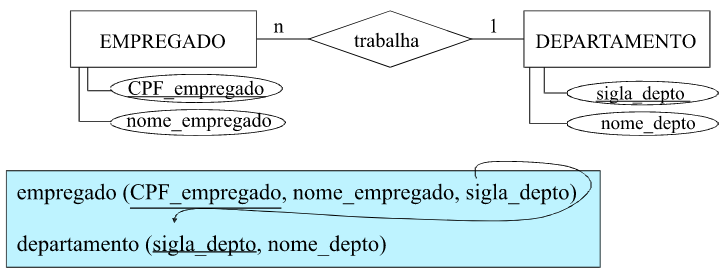 EMPREGADO n trabalha 1 DEPARTAMENTO
CPF_empregado sigla_depto
nome_empregado nome_depto
empregado (CPF_empregado, nome_empregado, sigla_depto)
departamento (sigla_depto, nome_depto)